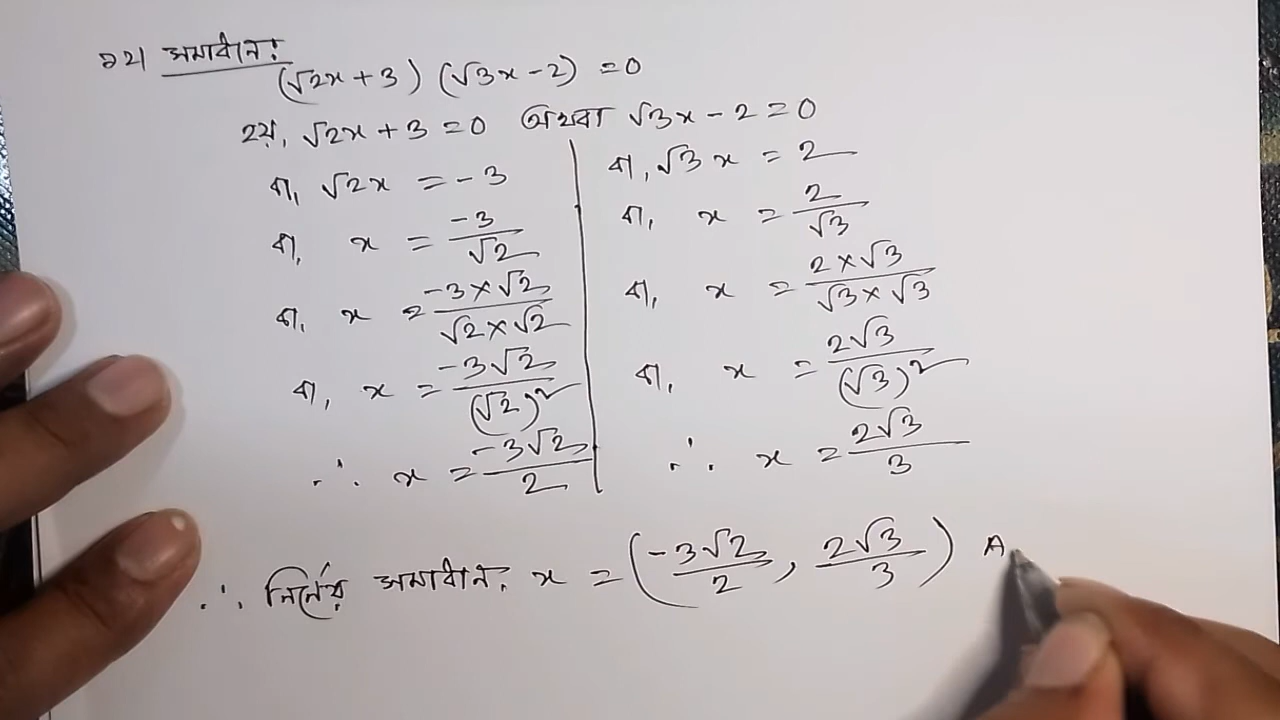 ১২। সমাধান:
(√2x + 3) (√3x - 2) = 0
হয়, √2x + 3 = 0 অথবা √3x - 2 = 0
বা, √2x = -3
বা, x = -3/√2
বা, x = -3×√2/√2×√2
বা, x = -3√2/(√2)²
∴ x = -3√2/2
বা, √3x = 2
বা, x = 2/√3
বা, x = 2×√3/√3×√3
বা, x = 2√3/(√3)²
∴ x = 2√3/3
∴ নির্ণেয় সমাধান: x = (-3√2/2, 2√3/3) A